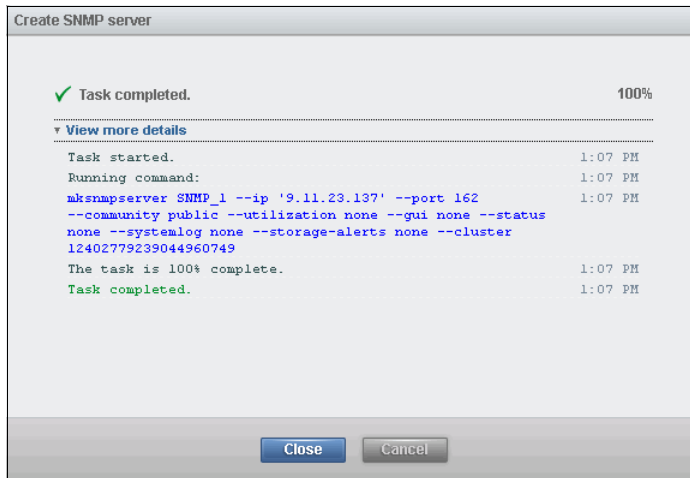 Create SNMP server
Task completed. 100%
View more details
Task started. 1:07 PM
Running command: 1:07 PM
mksnmpserver SNMP_1 --ip '9.11.23.137' --port 162 1:07 PM
--community public --utilization none --gui none --status
none --systemlog none --storage-alerts none --cluster
12402779239044960749
The task is 100% complete. 1:07 PM
Task completed. 1:07 PM
Close Cancel